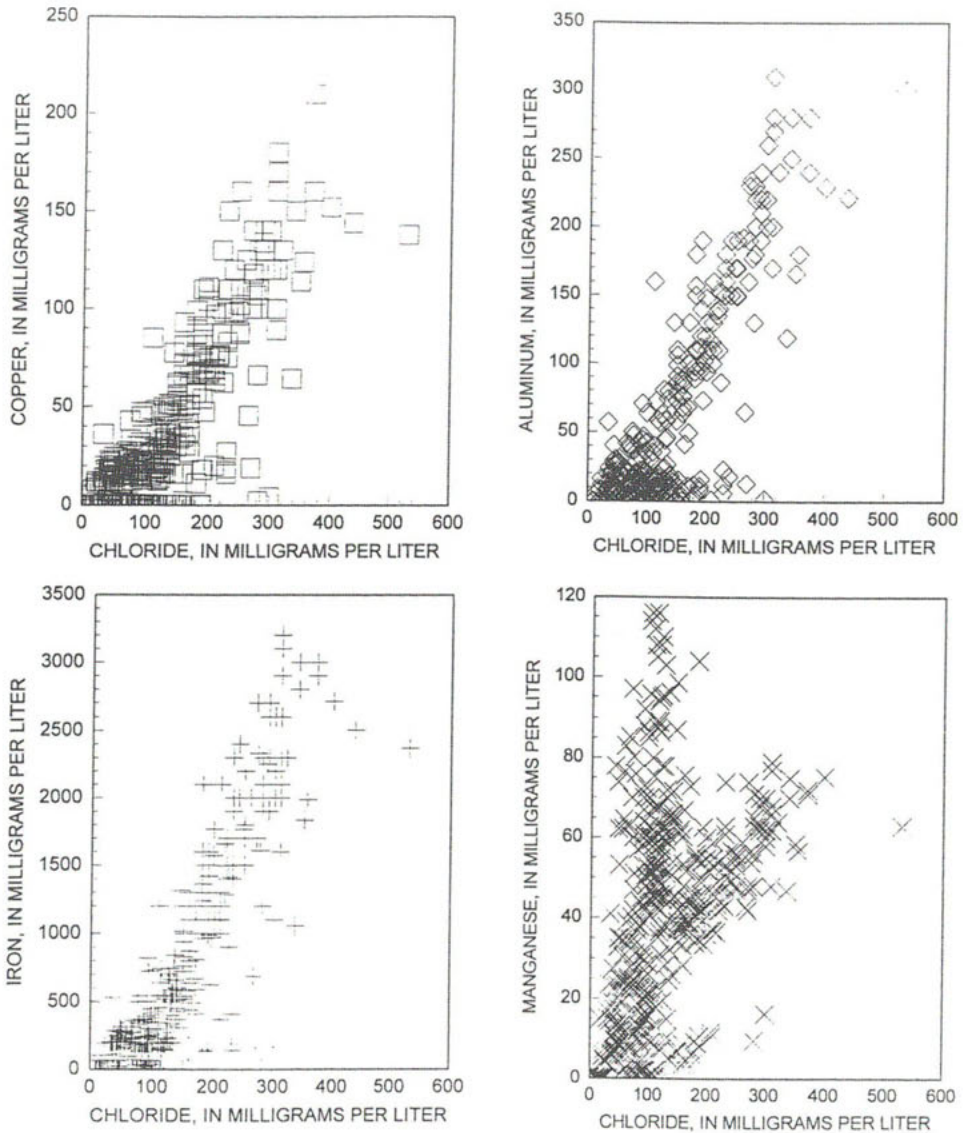 250
200
150
100
50
0
COPPER, IN MILLIGRAMS PER LITER
0 100 200 300 400 500 600
CHLORIDE, IN MILLIGRAMS PER LITER
350
300
250
200
150
100
50
0
ALUMINUM, IN MILLIGRAMS PER LITER
0 100 200 300 400 500 600
CHLORIDE, IN MILLIGRAMS PER LITER
3500
3000
2500
2000
1500
1000
500
0
IRON, IN MILLIGRAMS PER LITER
0 100 200 300 400 500 600
CHLORIDE, IN MILLIGRAMS PER LITER
120
100
80
60
40
20
0
MANGANESE, IN MILLIGRAMS PER LITER
0 100 200 300 400 500 600
CHLORIDE, IN MILLIGRAMS PER LITER